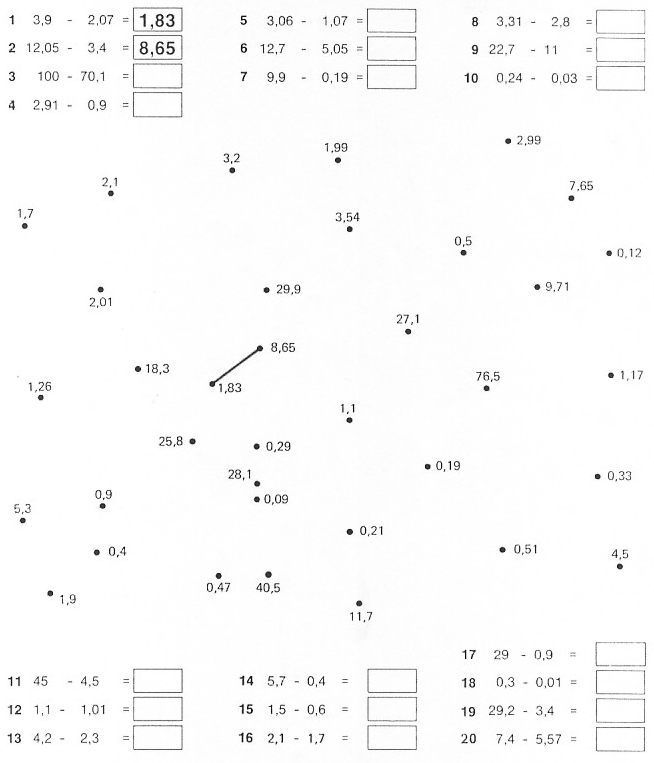 1 3,9 - 2,07 = 1,83
2 12,05 - 3,4 = 8,65
3 100 - 70,1 =
4 2,91 - 0,9 =
5 3,06 - 1,07 =
6 12,7 - 5,05 =
7 9,9 - 0,19 =
8 3,31 - 2,8 =
9 22,7 - 11 =
10 0,24 - 0,03 =
2,99
1,99
3,2
2,1
7,65
1,7
3,54
0,5
0,12
9,71
29,9
2,01
27,1
8,65
18,3
1,17
76,5
1,83
1,26
1,1
25,8
0,29
0,19
28,1
0,33
0,9
0,09
5,3
0,21
0,4
0,51
4,5
0,47
40,5
1,9
11,7
11 45 - 4,5 =
12 1,1 - 1,01 =
13 4,2 - 2,3 =
14 5,7 - 0,4 =
15 1,5 - 0,6 =
16 2,1 - 1,7 =
17 29 - 0,9 =
18 0,3 - 0,01 =
19 29,2 - 3,4 =
20 7,4 - 5,57 =